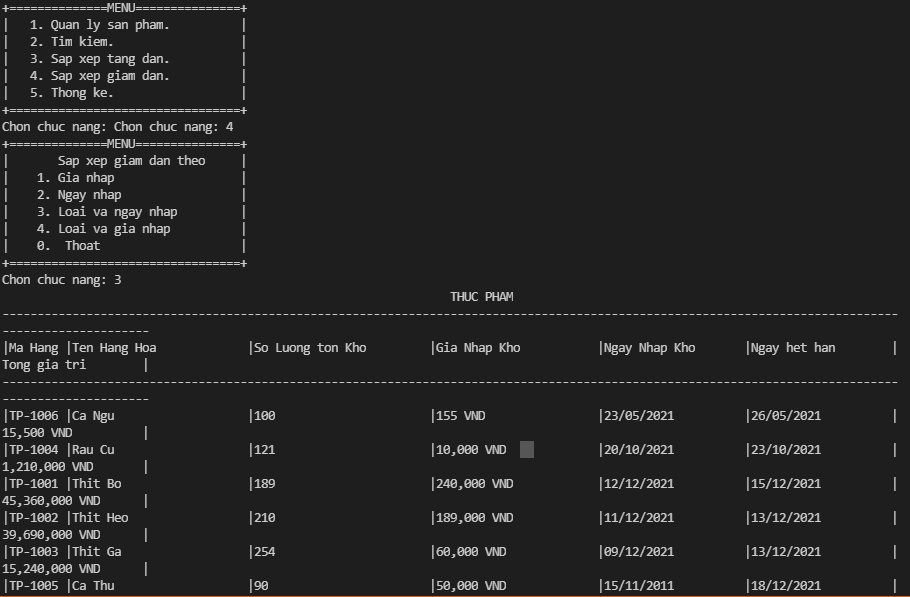 +==============MENU===============+
|   1. Quan ly san pham.          |
|   2. Tim kiem.                  |
|   3. Sap xep tang dan.          |
|   4. Sap xep giam dan.          |
|   5. Thong ke.                  |
+=================================+
Chon chuc nang: Chon chuc nang: 4
+==============MENU===============+
|       Sap xep giam dan theo     |
|    1. Gia nhap                  |
|    2. Ngay nhap                 |
|    3. Loai va ngay nhap         |
|    4. Loai va gia nhap          |
|    0.  Thoat                    |
+=================================+
Chon chuc nang: 3
THUC PHAM
--------------------------------------------------------------------------------------------------------------------------------
---------------------
|Ma Hang |Ten Hang Hoa             |So Luong ton Kho         |Gia Nhap Kho           |Ngay Nhap Kho       |Ngay het han        |
Tong gia tri        |
--------------------------------------------------------------------------------------------------------------------------------
---------------------
|TP-1006 |Ca Ngu                   |100                      |155 VND                |23/05/2021          |26/05/2021          |
15,500 VND          |
|TP-1004 |Rau Cu                   |121                      |10,000 VND             |20/10/2021          |23/10/2021          |
1,210,000 VND       |
|TP-1001 |Thit Bo                  |189                      |240,000 VND            |12/12/2021          |15/12/2021          |
45,360,000 VND      |
|TP-1002 |Thit Heo                 |210                      |189,000 VND            |11/12/2021          |13/12/2021          |
39,690,000 VND      |
|TP-1003 |Thit Ga                  |254                      |60,000 VND             |09/12/2021          |13/12/2021          |
15,240,000 VND      |
|TP-1005 |Ca Thu                   |90                       |50,000 VND             |15/11/2011          |18/12/2021          |